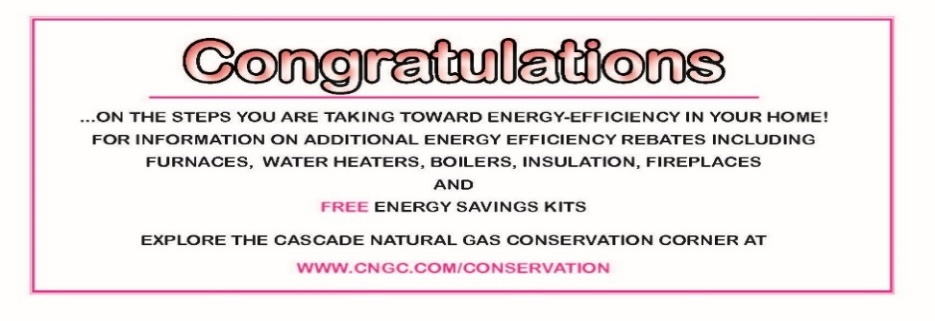 Congratulations
...ON THE STEPS YOU ARE TAKING TOWARD ENERGY-EFFICIENCY IN YOUR HOME!
FOR INFORMATION ON ADDITIONAL ENERGY EFFICIENCY REBATES INCLUDING
FURNACES, WATER HEATERS, BOILERS, INSULATION, FIREPLACES
AND
FREE ENERGY SAVINGS KITS
EXPLORE THE CASCADE NATURAL GAS CONSERVATION CORNER AT
WWW.CNGC.COM/CONSERVATION